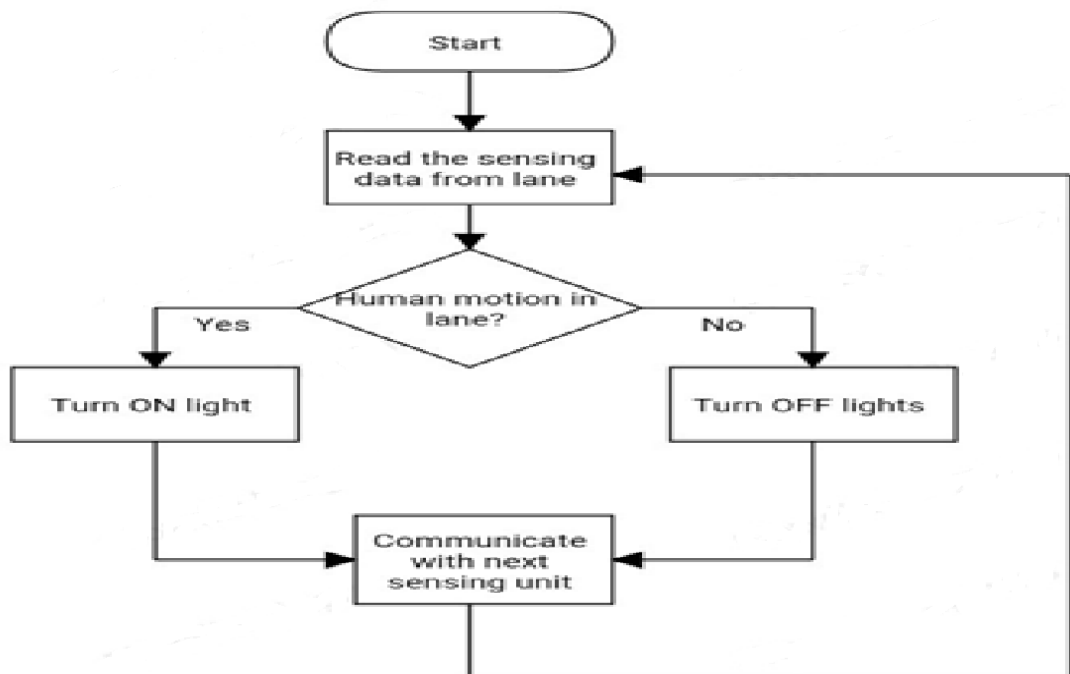 Start
Read the sensing
data from lane
Human motion in
lane?
Yes
No
Turn ON light
Turn OFF lights
Communicate
with next
sensing unit